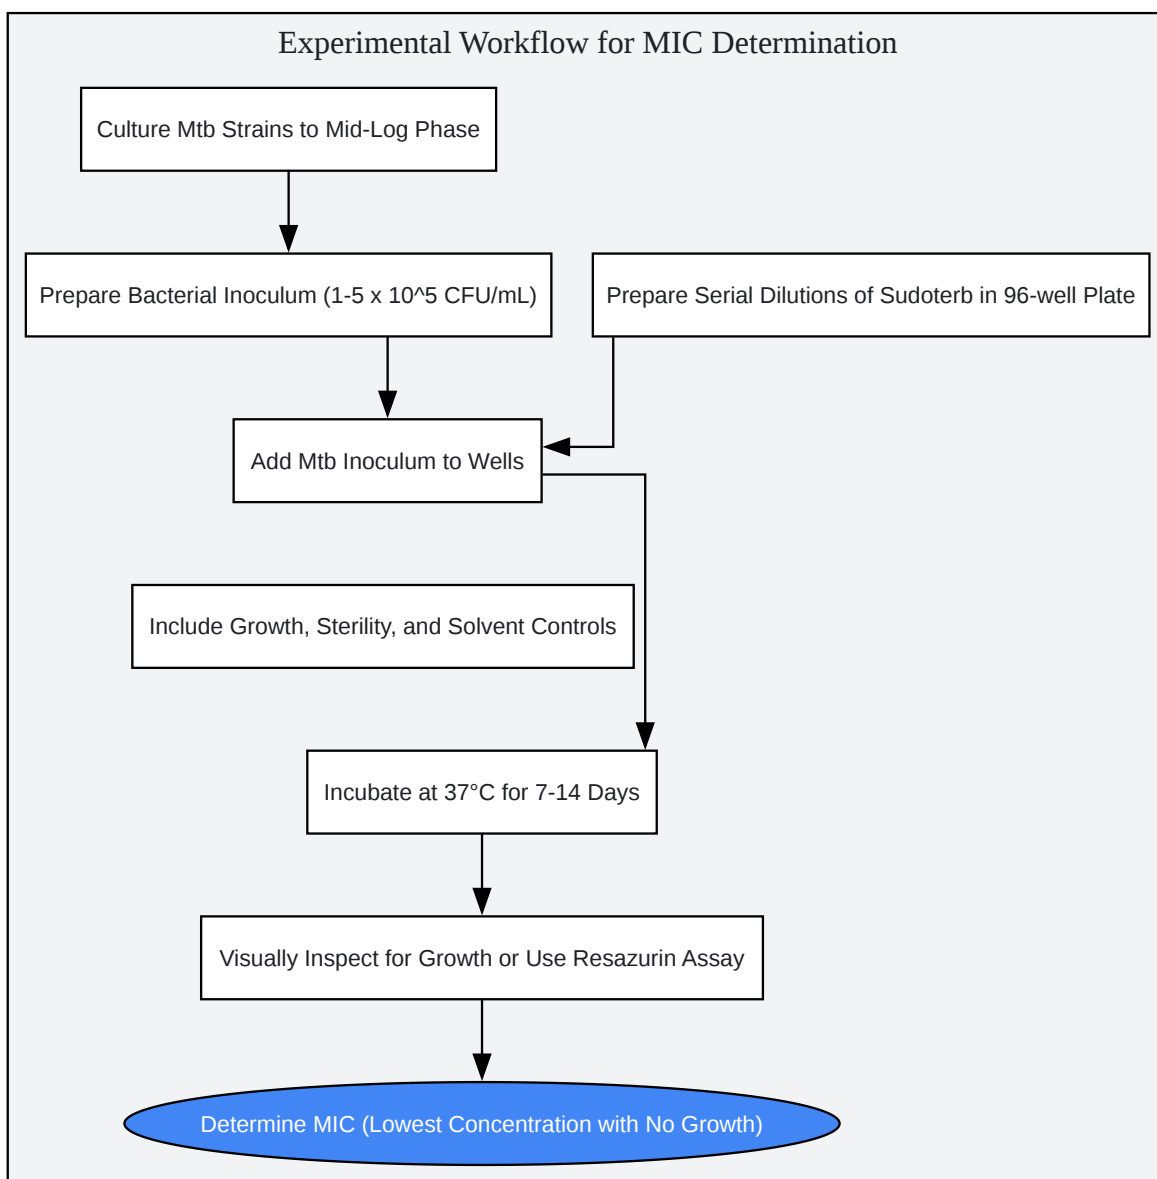 Experimental Workflow for MIC Determination
Culture Mtb Strains to Mid-Log Phase
Prepare Bacterial Inoculum (1-5 x 10^5 CFU/mL)
Prepare Serial Dilutions of Sudoterb in 96-well Plate
Add Mtb Inoculum to Wells
Include Growth, Sterility, and Solvent Controls
Incubate at 37°C for 7-14 Days
Visually Inspect for Growth or Use Resazurin Assay
Determine MIC (Lowest Concentration with No Growth)